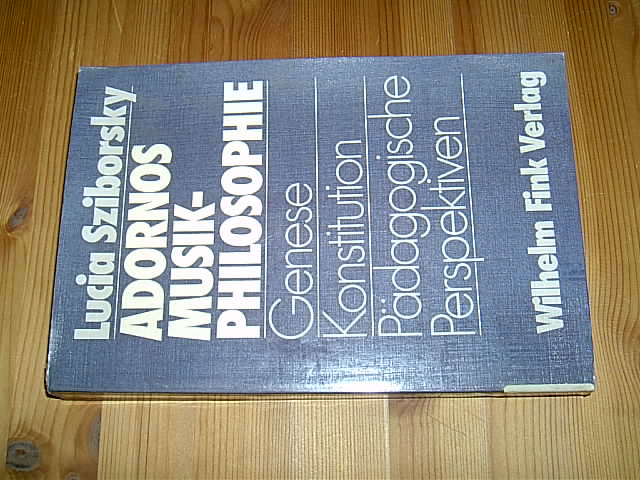 Lucia Sziborsky
ADORNOS
MUSIK-
PHILOSOPHIE
Genese
Konstitution
Pädagogische
Perspektiven
Wilhelm Fink Verlag